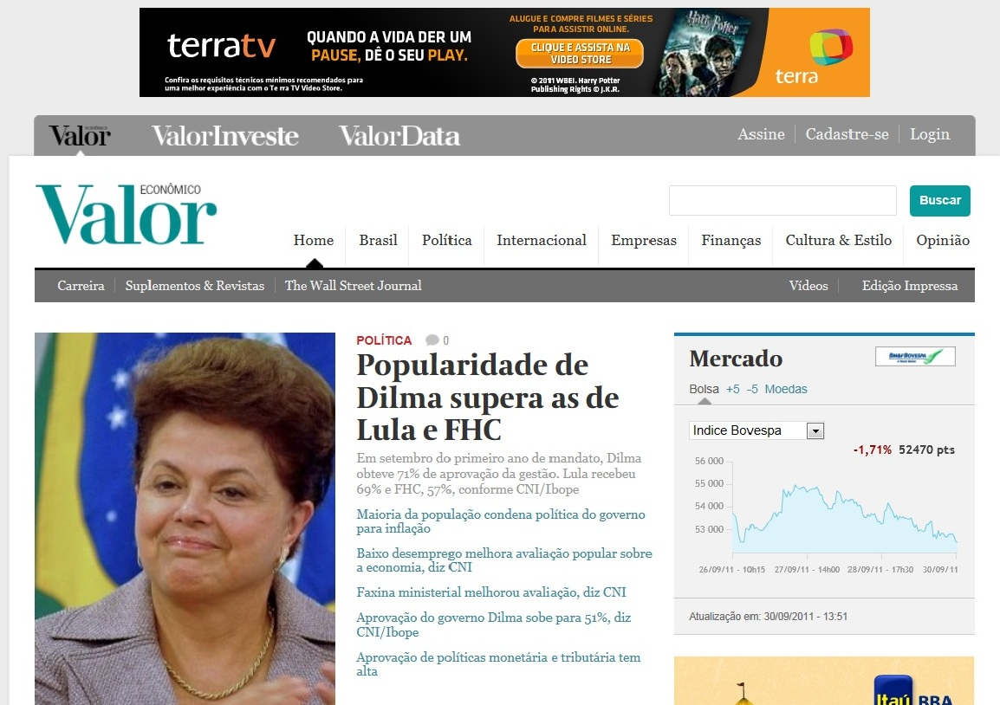 terratv
QUANDO A VIDA DER UM
PAUSE, DÊ O SEU PLAY.
Confira os requisitos técnicos mínimos recomendados para
uma melhor experiência com o Te rra TV Video Store.
ALUGUE E COMPRE FILMES E SÉRIES
PARA ASSISTIR ONLINE.
CLIQUE E ASSISTA NA
VIDEO STORE
© 2011 WBEI. Harry Potter
Publishing Rights © J.K.R.
Harry Potter
terra
Valor ValorInveste ValorData
Assine Cadastre-se Login
ECONÔMICO
Valor
Buscar
Home Brasil Política Internacional Empresas Finanças Cultura & Estilo Opinião
Carreira Suplementos & Revistas The Wall Street Journal Vídeos Edição Impressa
POLÍTICA 0
Popularidade de
Dilma supera as de
Lula e FHC
Em setembro do primeiro ano de mandato, Dilma
obteve 71% de aprovação da gestão. Lula recebeu
69% e FHC, 57%, conforme CNI/Ibope
Maioria da população condena política do governo
para inflação
Baixo desemprego melhora avaliação popular sobre
a economia, diz CNI
Faxina ministerial melhorou avaliação, diz CNI
Aprovação do governo Dilma sobe para 51%, diz
CNI/Ibope
Aprovação de políticas monetária e tributária tem
alta
Mercado
BM&FBOVESPA
Bolsa +5 -5 Moedas
Indice Bovespa
-1,71% 52470 pts
56 000
55 000
54 000
53 000
26/09/11 - 10h15 27/09/11 - 14h00 28/09/11 - 17h30 30/09/11
Atualização em: 30/09/2011 - 13:51
Itaú BBA